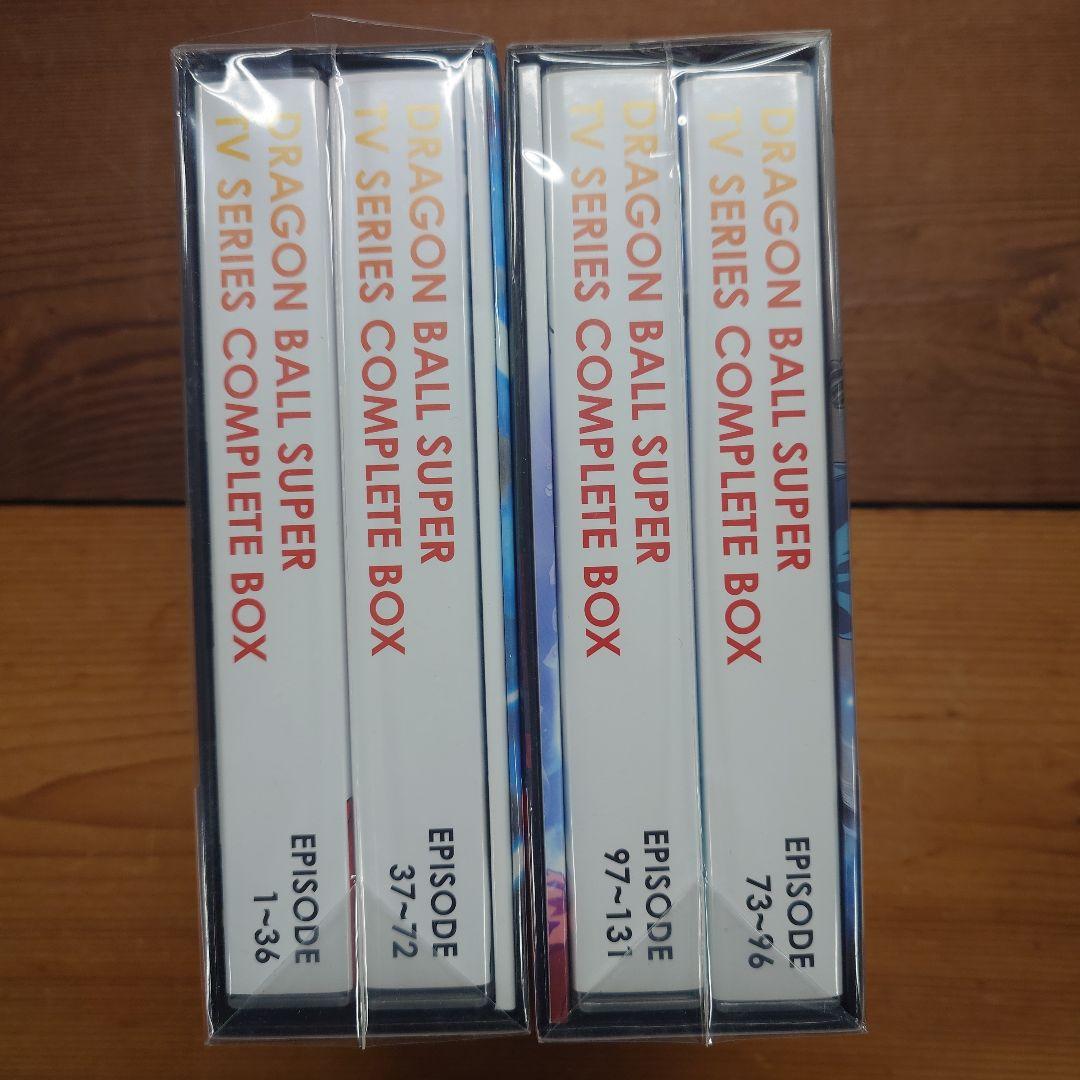 DRAGON BALL SUPER
TV SERIES COMPLETE BOX
EPISODE
1~36
DRAGON BALL SUPER
TV SERIES COMPLETE BOX
EPISODE
37~72
DRAGON BALL SUPER
TV SERIES COMPLETE BOX
EPISODE
97~131
DRAGON BALL SUPER
TV SERIES COMPLETE BOX
EPISODE
73~96